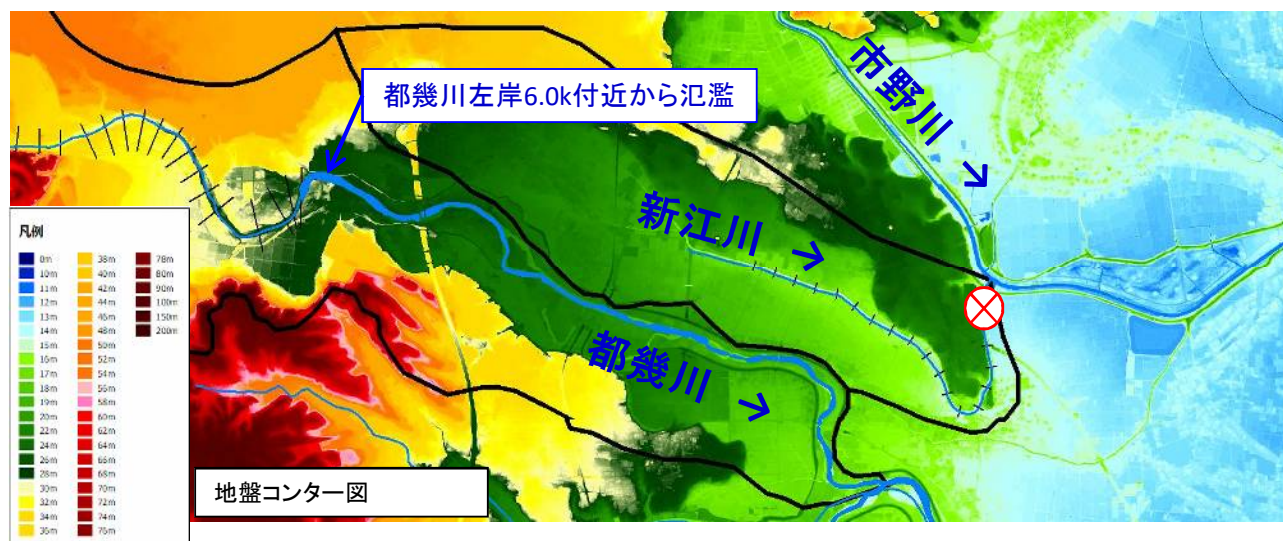 都幾川左岸6.0k付近から氾濫
市野川 →
新江川 →
都幾川 →
凡例
0m 38m 78m
10m 40m 80m
11m 42m 90m
12m 44m 100m
13m 46m 150m
14m 48m 200m
15m 50m
16m 52m
17m 54m
18m 56m
19m 58m
20m 60m
22m 62m
24m 64m
26m 66m
28m 68m
30m 70m
32m 72m
34m 74m
36m 76m
地盤コンター図